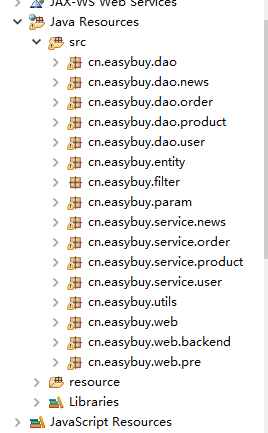 JAX-WS Web Services
Java Resources
src
cn.easybuy.dao
cn.easybuy.dao.news
cn.easybuy.dao.order
cn.easybuy.dao.product
cn.easybuy.dao.user
cn.easybuy.entity
cn.easybuy.filter
cn.easybuy.param
cn.easybuy.service.news
cn.easybuy.service.order
cn.easybuy.service.product
cn.easybuy.service.user
cn.easybuy.utils
cn.easybuy.web
cn.easybuy.web.backend
cn.easybuy.web.pre
resource
Libraries
JavaScript Resources